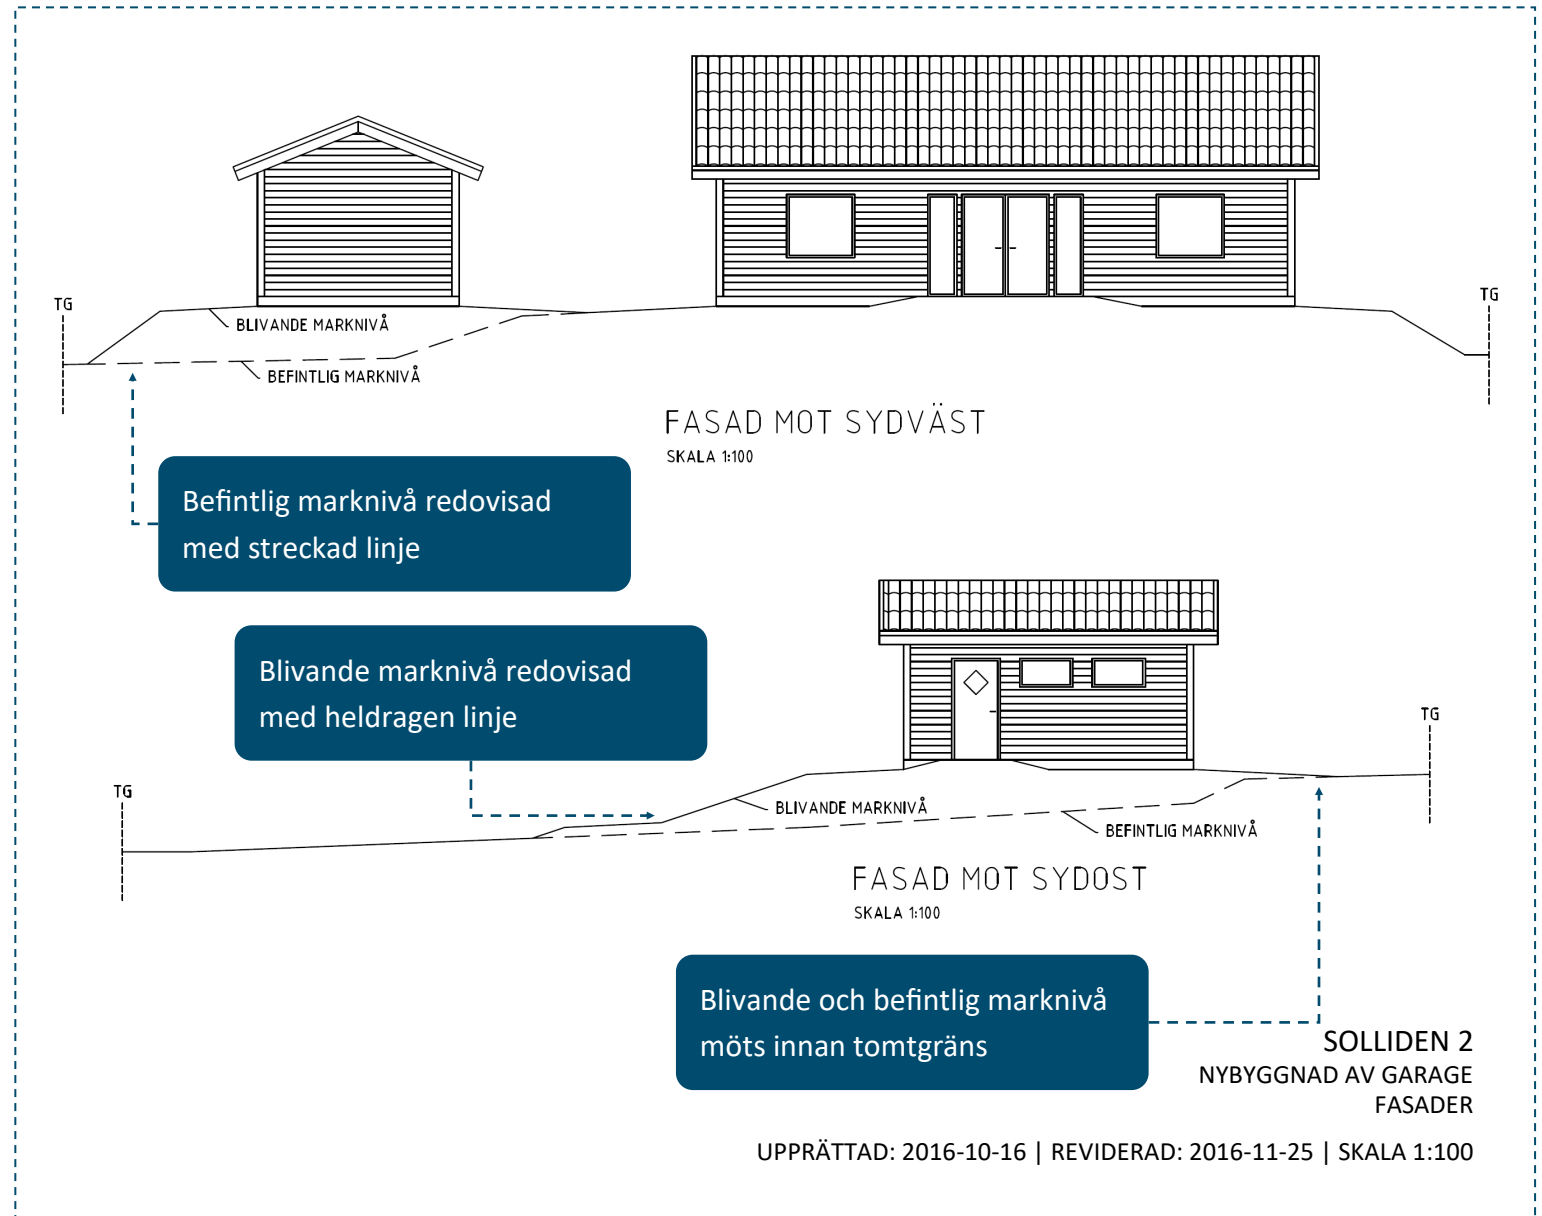 TG
TG
BLIVANDE MARKNIVÅ
BEFINTLIG MARKNIVÅ
FASAD MOT SYDVÄST
SKALA 1:100
Befintlig marknivå redovisad
med streckad linje
Blivande marknivå redovisad
med heldragen linje
TG
TG
BLIVANDE MARKNIVÅ
BEFINTLIG MARKNIVÅ
FASAD MOT SYDOST
SKALA 1:100
Blivande och befintlig marknivå
möts innan tomtgräns
SOLLIDEN 2
NYBYGGNAD AV GARAGE
FASADER
UPPRÄTTAD: 2016-10-16 | REVIDERAD: 2016-11-25 | SKALA 1:100